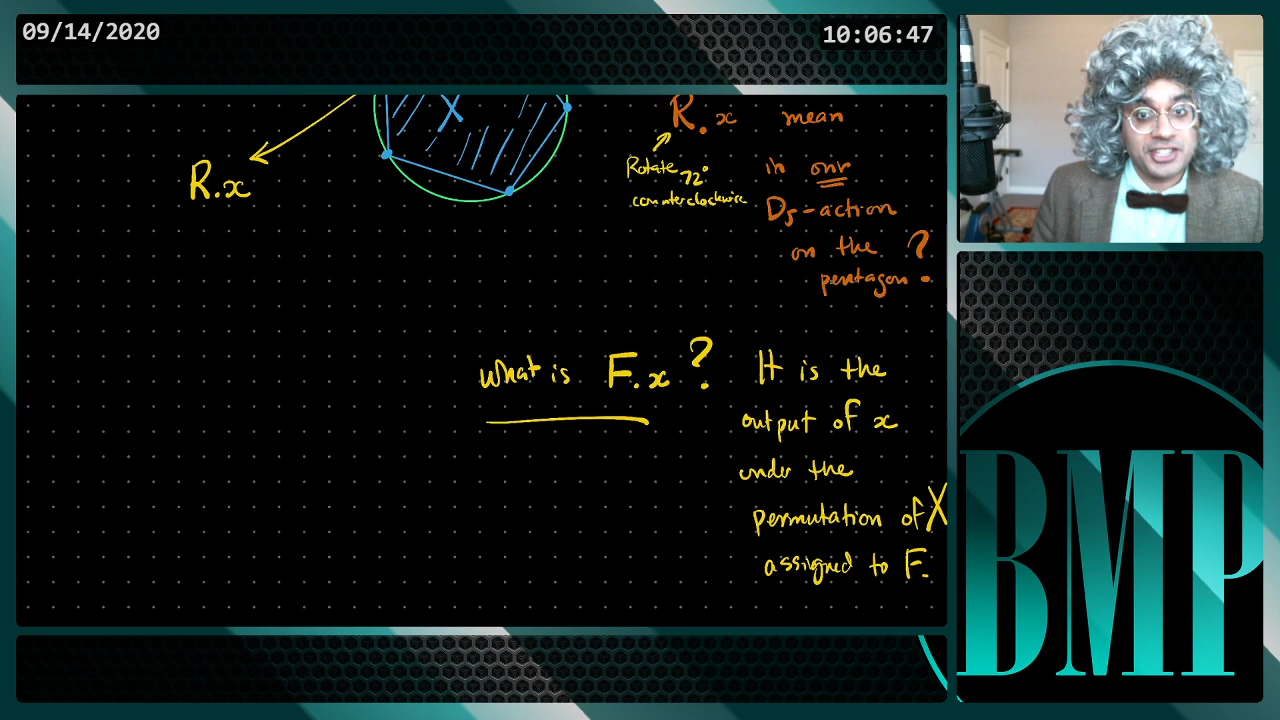 09/14/2020
10:06:47
X
R.x
R.x mean
Rotate 72°
counterclockwise
in our
D5-action
on the ?
pentagon
What is F.x? It is the
output of x
under the
permutation of X
assigned to F.
BMP